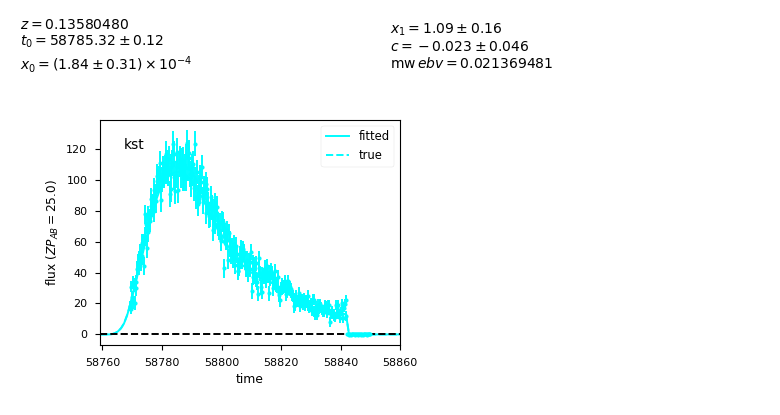 z = 0.13580480
t₀ = 58785.32 ± 0.12
x₀ = (1.84 ± 0.31) × 10⁻⁴
x₁ = 1.09 ± 0.16
c = −0.023 ± 0.046
mw ebv = 0.021369481
kst
fitted
true
flux (ZP_AB = 25.0)
120
100
80
60
40
20
0
58760 58780 58800 58820 58840 58860
time